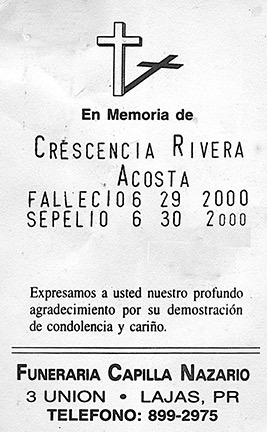 En Memoria de
CRESCENCIA RIVERA
ACOSTA
FALLECIO 6 29 2000
SEPELIO 6 30 2000
Expresamos a usted nuestro profundo
agradecimiento por su demostración
de condolencia y cariño.
FUNERARIA CAPILLA NAZARIO
3 UNION • LAJAS, PR
TELEFONO: 899-2975